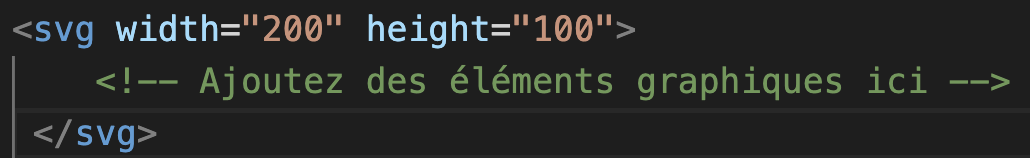 <svg width="200" height="100">
<!-- Ajoutez des éléments graphiques ici -->
</svg>